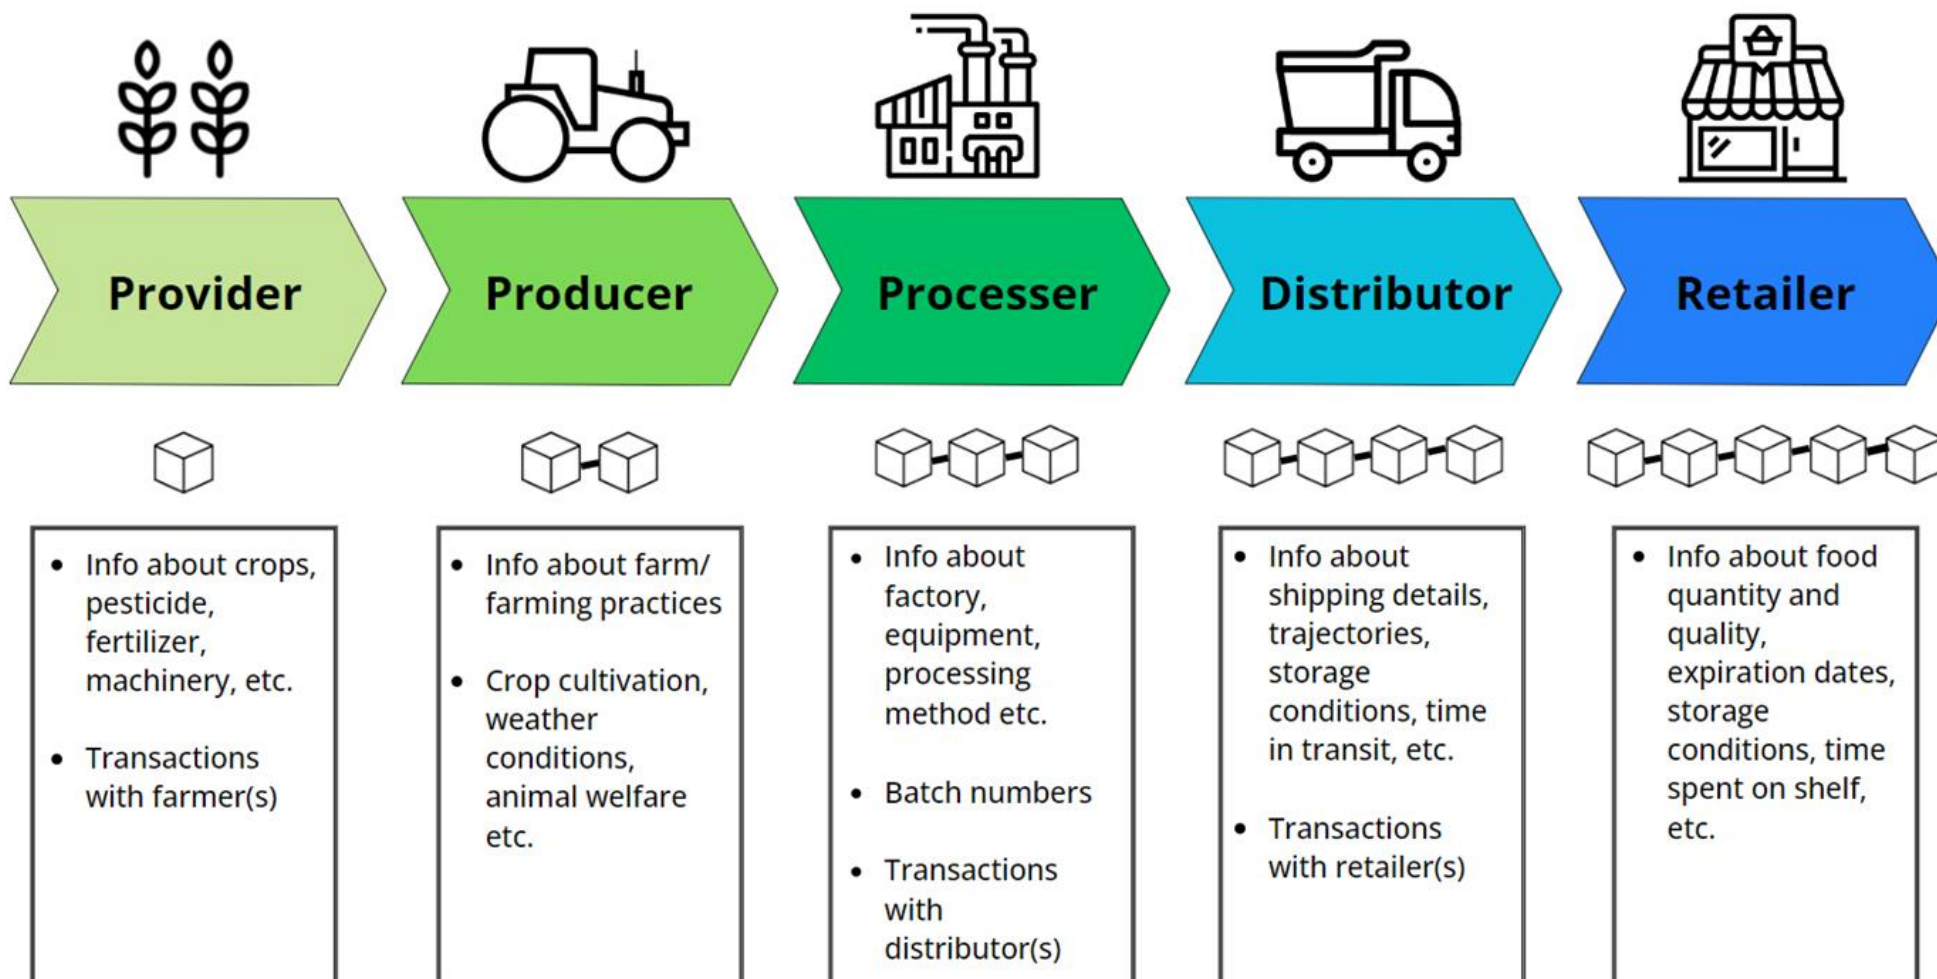 Provider
Producer
Processer
Distributor
Retailer
• Info about crops,
pesticide,
fertilizer,
machinery, etc.
• Transactions
with farmer(s)
• Info about farm/
farming practices
• Crop cultivation,
weather
conditions,
animal welfare
etc.
• Info about
factory,
equipment,
processing
method etc.
• Batch numbers
• Transactions
with
distributor(s)
• Info about
shipping details,
trajectories,
storage
conditions, time
in transit, etc.
• Transactions
with retailer(s)
• Info about food
quantity and
quality,
expiration dates,
storage
conditions, time
spent on shelf,
etc.